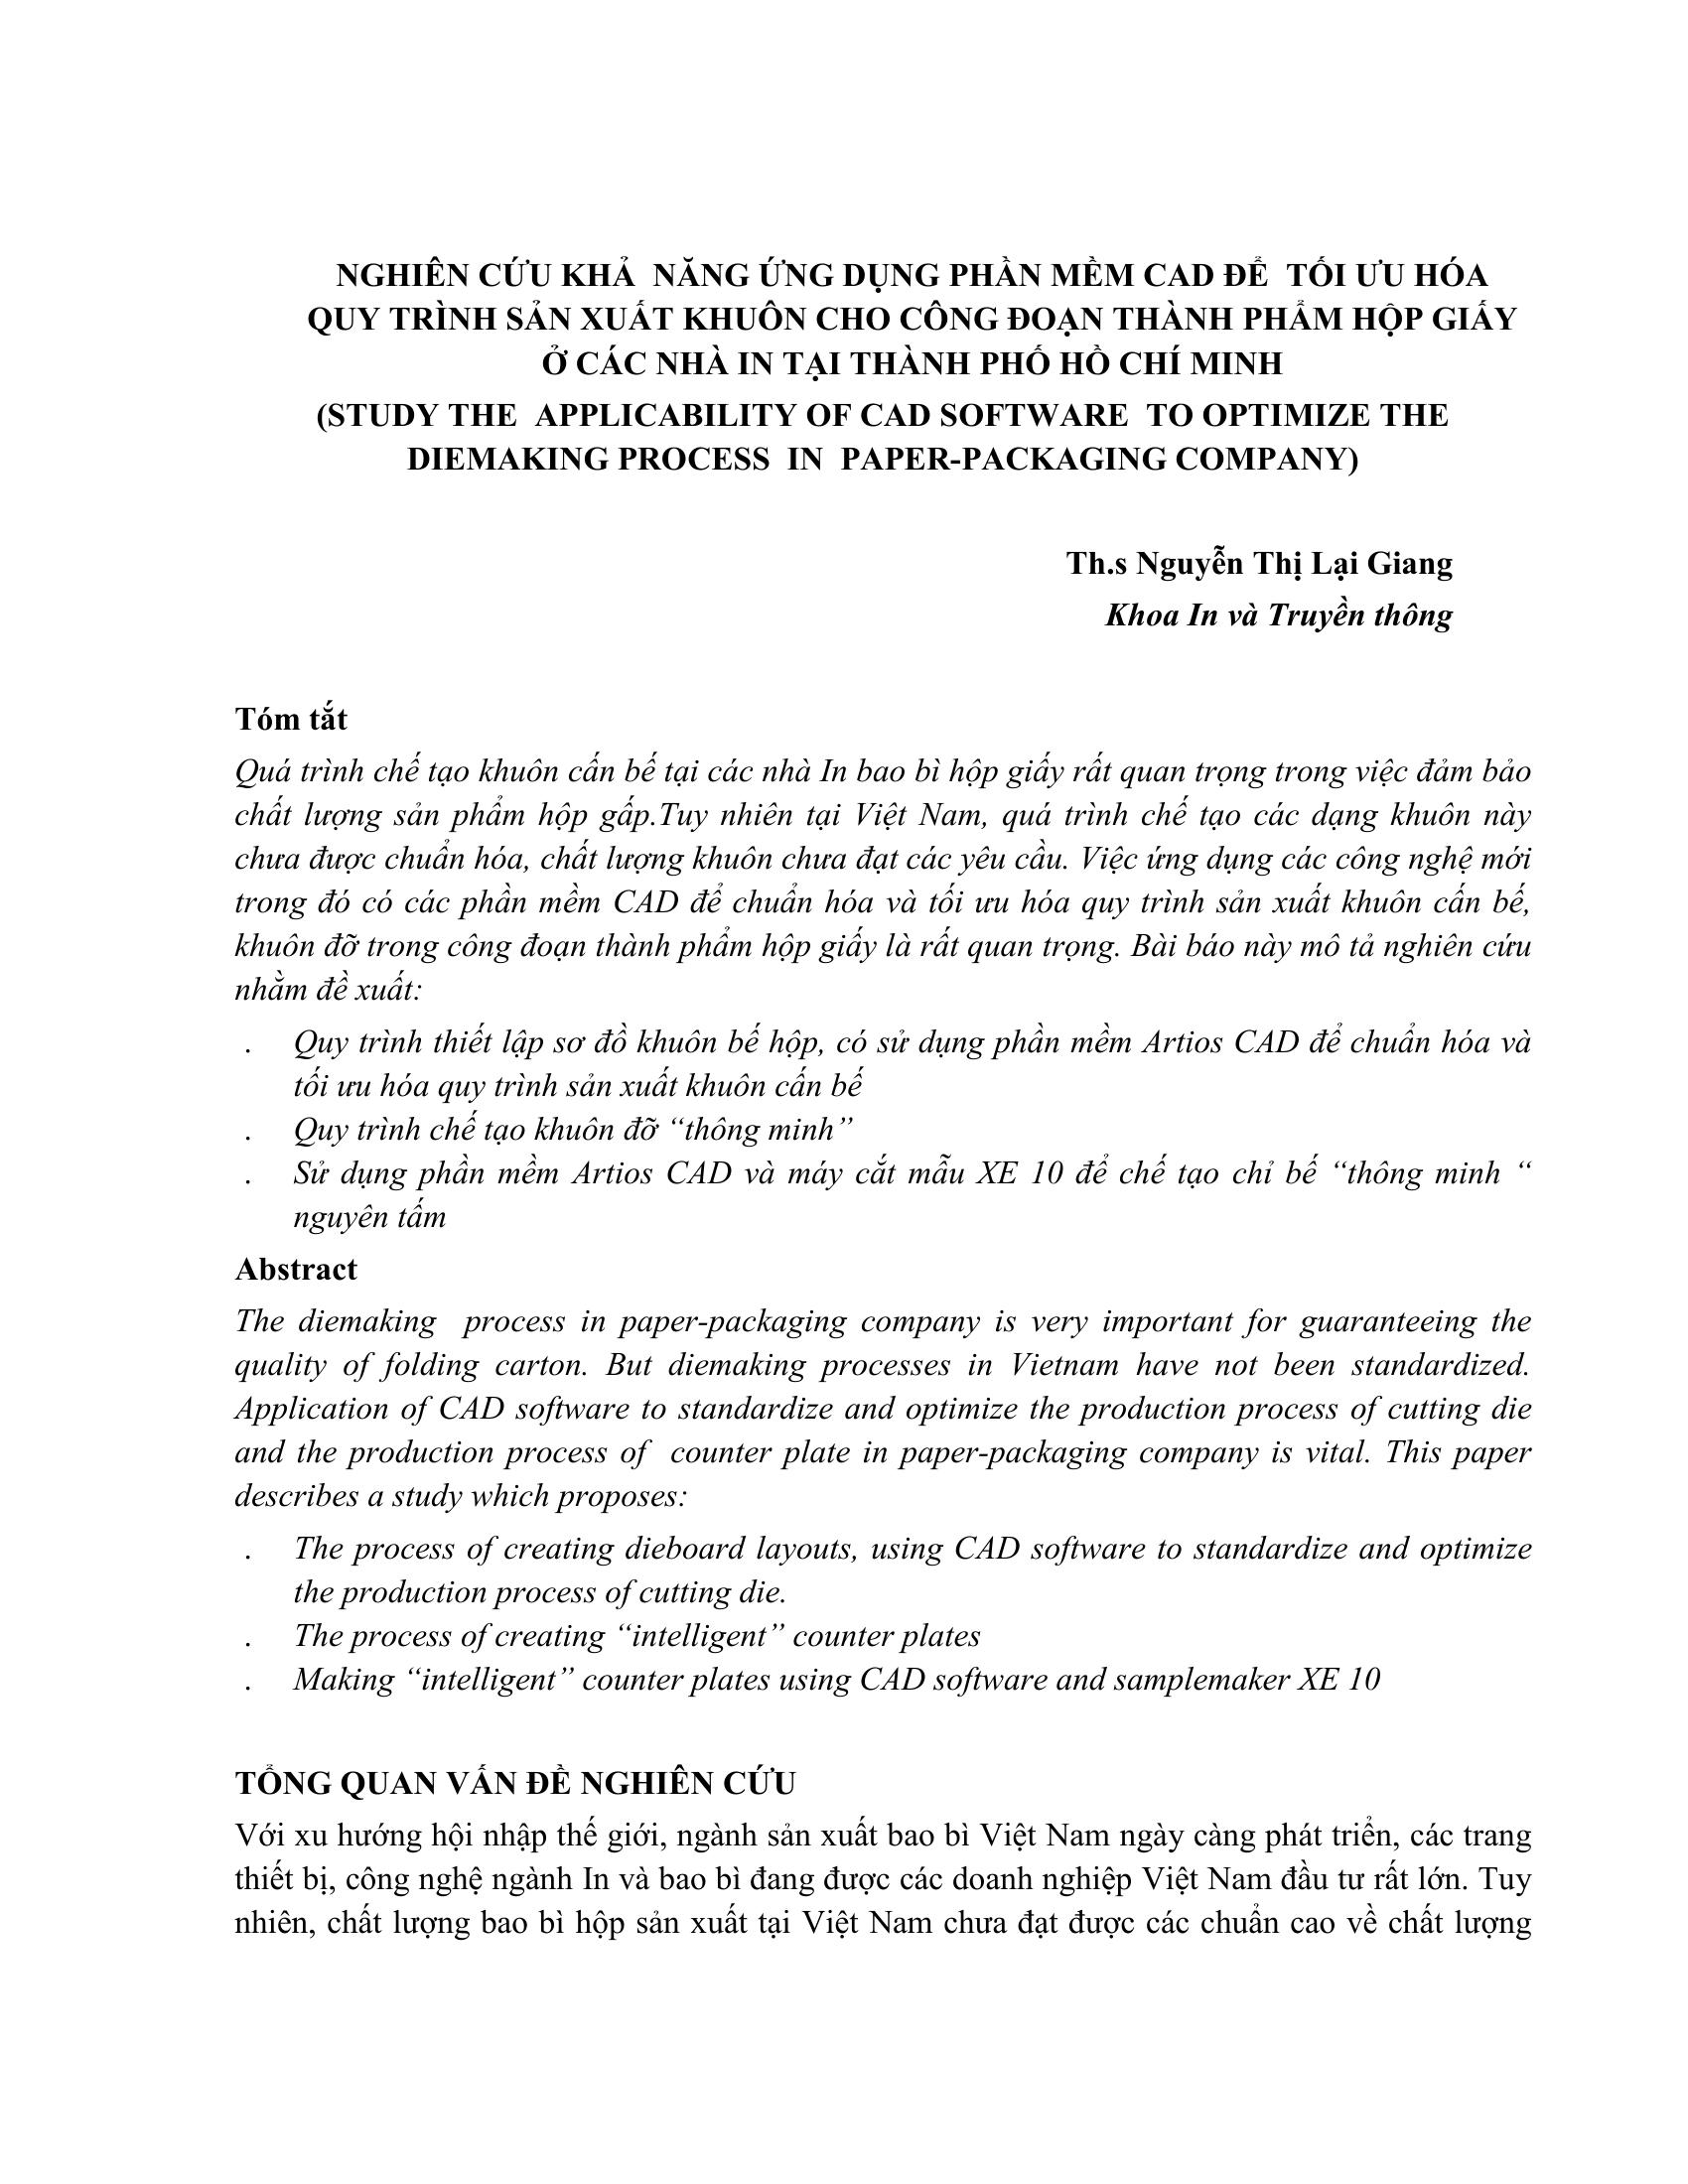 NGHIÊN CỨU KHẢ  NĂNG ỨNG DỤNG PHẦN MỀM CAD ĐỂ  TỐI ƯU HÓA
QUY TRÌNH SẢN XUẤT KHUÔN CHO CÔNG ĐOẠN THÀNH PHẨM HỘP GIẤY
Ở CÁC NHÀ IN TẠI THÀNH PHỐ HỒ CHÍ MINH
(STUDY THE  APPLICABILITY OF CAD SOFTWARE  TO OPTIMIZE THE
DIEMAKING PROCESS  IN  PAPER-PACKAGING COMPANY)
Th.s Nguyễn Thị Lại Giang
Khoa In và Truyền thông
Tóm tắt
Quá trình chế tạo khuôn cấn bế tại các nhà In bao bì hộp giấy rất quan trọng trong việc đảm bảo
chất lượng sản phẩm hộp gấp.Tuy nhiên tại Việt Nam, quá trình chế tạo các dạng khuôn này
chưa được chuẩn hóa, chất lượng khuôn chưa đạt các yêu cầu. Việc ứng dụng các công nghệ mới
trong đó có các phần mềm CAD để chuẩn hóa và tối ưu hóa quy trình sản xuất khuôn cấn bế,
khuôn đỡ trong công đoạn thành phẩm hộp giấy là rất quan trọng. Bài báo này mô tả nghiên cứu
nhằm đề xuất:
. Quy trình thiết lập sơ đồ khuôn bế hộp, có sử dụng phần mềm Artios CAD để chuẩn hóa và
tối ưu hóa quy trình sản xuất khuôn cấn bế
. Quy trình chế tạo khuôn đỡ “thông minh”
. Sử dụng phần mềm Artios CAD và máy cắt mẫu XE 10 để chế tạo chỉ bế “thông minh “
nguyên tấm
Abstract
The diemaking  process in paper-packaging company is very important for guaranteeing the
quality of folding carton. But diemaking processes in Vietnam have not been standardized.
Application of CAD software to standardize and optimize the production process of cutting die
and the production process of  counter plate in paper-packaging company is vital. This paper
describes a study which proposes:
. The process of creating dieboard layouts, using CAD software to standardize and optimize
the production process of cutting die.
. The process of creating “intelligent” counter plates
. Making “intelligent” counter plates using CAD software and samplemaker XE 10
TỔNG QUAN VẤN ĐỀ NGHIÊN CỨU
Với xu hướng hội nhập thế giới, ngành sản xuất bao bì Việt Nam ngày càng phát triển, các trang
thiết bị, công nghệ ngành In và bao bì đang được các doanh nghiệp Việt Nam đầu tư rất lớn. Tuy
nhiên, chất lượng bao bì hộp sản xuất tại Việt Nam chưa đạt được các chuẩn cao về chất lượng